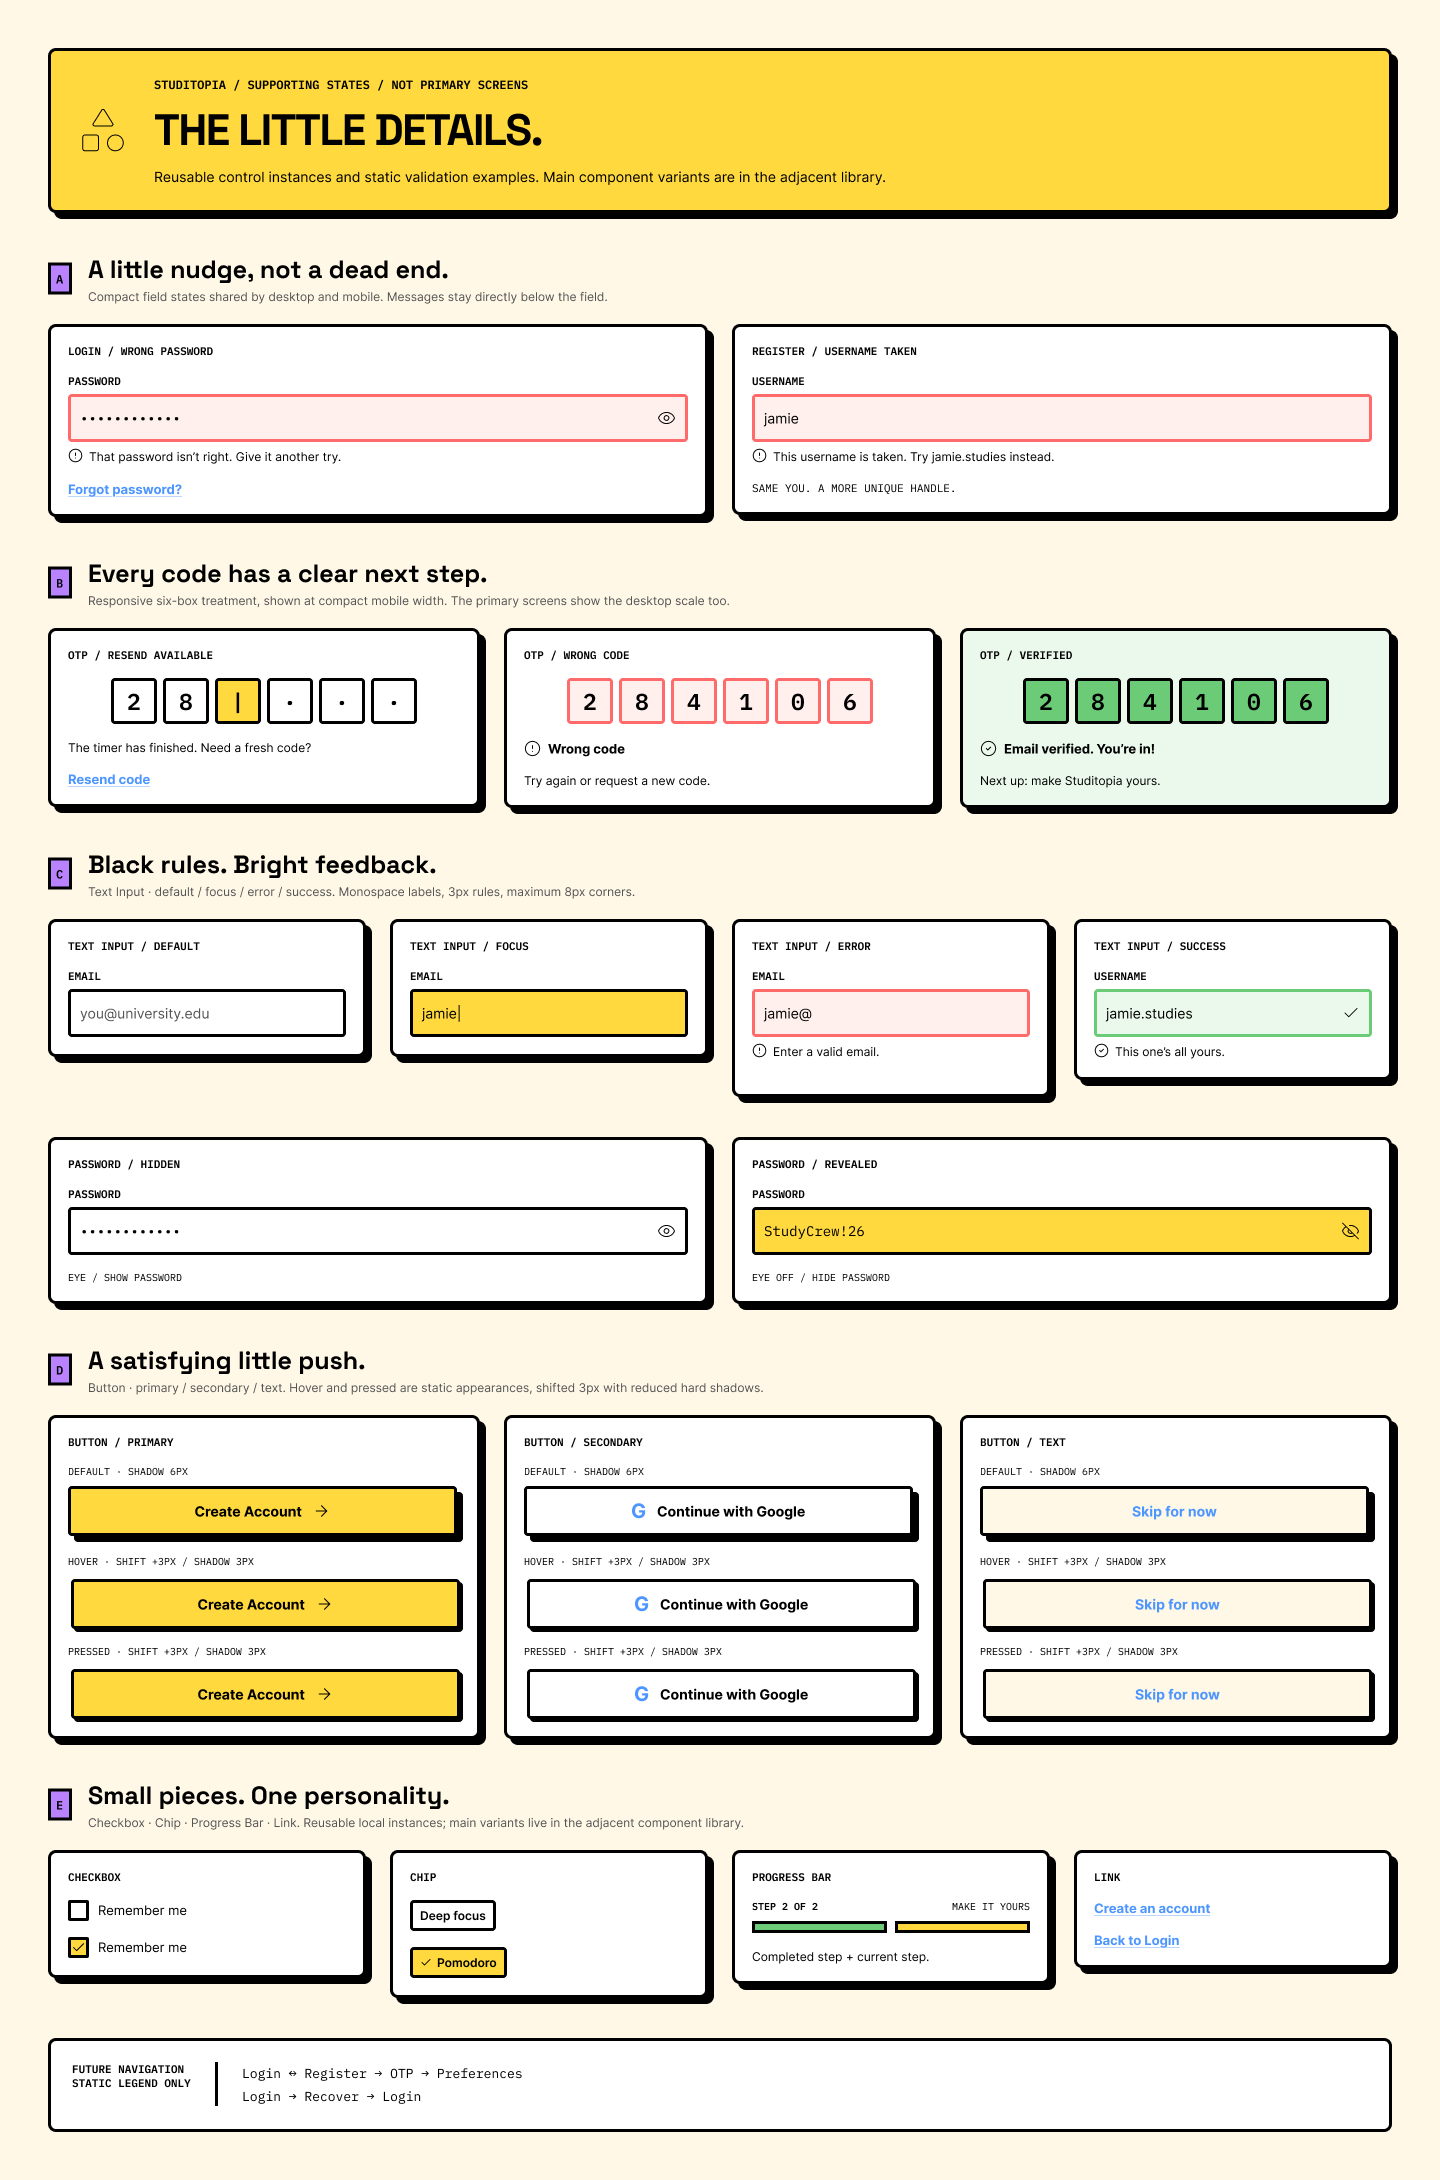 STUDITOPIA / SUPPORTING STATES / NOT PRIMARY SCREENS
THE LITTLE DETAILS.
Reusable control instances and static validation examples. Main component variants are in the adjacent library.
A
A little nudge, not a dead end.
Compact field states shared by desktop and mobile. Messages stay directly below the field.
LOGIN / WRONG PASSWORD
PASSWORD
••••••••••••
That password isn’t right. Give it another try.
Forgot password?
REGISTER / USERNAME TAKEN
USERNAME
jamie
This username is taken. Try jamie.studies instead.
SAME YOU. A MORE UNIQUE HANDLE.
B
Every code has a clear next step.
Responsive six-box treatment, shown at compact mobile width. The primary screens show the desktop scale too.
OTP / RESEND AVAILABLE
2 8 | · · ·
The timer has finished. Need a fresh code?
Resend code
OTP / WRONG CODE
2 8 4 1 0 6
Wrong code
Try again or request a new code.
OTP / VERIFIED
2 8 4 1 0 6
Email verified. You’re in!
Next up: make Studitopia yours.
C
Black rules. Bright feedback.
Text Input · default / focus / error / success. Monospace labels, 3px rules, maximum 8px corners.
TEXT INPUT / DEFAULT
EMAIL
you@university.edu
TEXT INPUT / FOCUS
EMAIL
jamie|
TEXT INPUT / ERROR
EMAIL
jamie@
Enter a valid email.
TEXT INPUT / SUCCESS
USERNAME
jamie.studies
This one’s all yours.
PASSWORD / HIDDEN
PASSWORD
••••••••••••
EYE / SHOW PASSWORD
PASSWORD / REVEALED
PASSWORD
StudyCrew!26
EYE OFF / HIDE PASSWORD
D
A satisfying little push.
Button · primary / secondary / text. Hover and pressed are static appearances, shifted 3px with reduced hard shadows.
BUTTON / PRIMARY
DEFAULT · SHADOW 6PX
Create Account →
HOVER · SHIFT +3PX / SHADOW 3PX
Create Account →
PRESSED · SHIFT +3PX / SHADOW 3PX
Create Account →
BUTTON / SECONDARY
DEFAULT · SHADOW 6PX
G Continue with Google
HOVER · SHIFT +3PX / SHADOW 3PX
G Continue with Google
PRESSED · SHIFT +3PX / SHADOW 3PX
G Continue with Google
BUTTON / TEXT
DEFAULT · SHADOW 6PX
Skip for now
HOVER · SHIFT +3PX / SHADOW 3PX
Skip for now
PRESSED · SHIFT +3PX / SHADOW 3PX
Skip for now
E
Small pieces. One personality.
Checkbox · Chip · Progress Bar · Link. Reusable local instances; main variants live in the adjacent component library.
CHECKBOX
Remember me
Remember me
CHIP
Deep focus
Pomodoro
PROGRESS BAR
STEP 2 OF 2 MAKE IT YOURS
Completed step + current step.
LINK
Create an account
Back to Login
FUTURE NAVIGATION
STATIC LEGEND ONLY
Login ↔ Register → OTP → Preferences
Login → Recover → Login